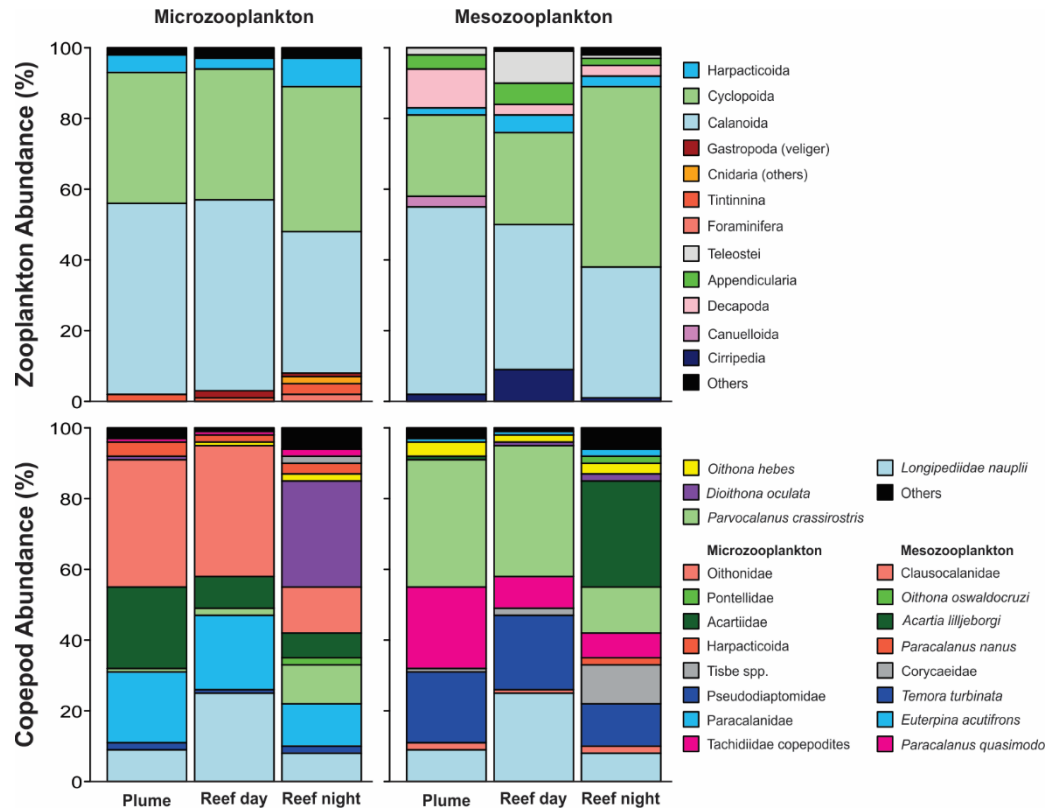 Microzooplankton
Mesozooplankton
Zooplankton Abundance (%)
100
80
60
40
20
0
Harpacticoida
Cyclopoida
Calanoida
Gastropoda (veliger)
Cnidaria (others)
Tintinnina
Foraminifera
Teleostei
Appendicularia
Decapoda
Canuelloida
Cirripedia
Others
Copepod Abundance (%)
100
80
60
40
20
0
Plume
Reef day
Reef night
Plume
Reef day
Reef night
Oithona hebes
Dioithona oculata
Parvocalanus crassirostris
Longipediidae nauplii
Others
Microzooplankton
Oithonidae
Pontellidae
Acartiidae
Harpacticoida
Tisbe spp.
Pseudodiaptomidae
Paracalanidae
Tachidiidae copepodites
Mesozooplankton
Clausocalanidae
Oithona oswaldocruzi
Acartia lilljeborgi
Paracalanus nanus
Corycaeidae
Temora turbinata
Euterpina acutifrons
Paracalanus quasimodo